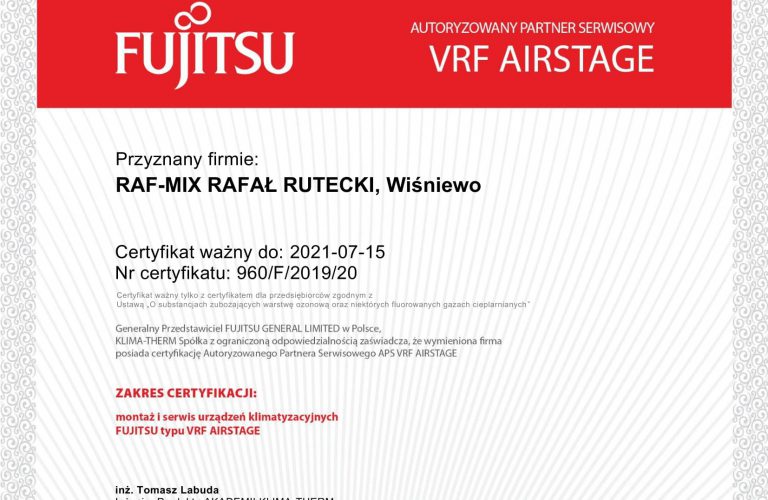 FUJITSU
AUTORYZOWANY PARTNER SERWISOWY
VRF AIRSTAGE
Przyznany firmie:
RAF-MIX RAFAŁ RUTECKI, Wiśniewo
Certyfikat ważny do: 2021-07-15
Nr certyfikatu: 960/F/2019/20
Certyfikat ważny tylko z certyfikatem dla przedsiębiorców zgodnym z
Ustawą „O substancjach zubożających warstwę ozonową oraz niektórych fluorowanych gazach cieplarnianych”
Generalny Przedstawiciel FUJITSU GENERAL LIMITED w Polsce,
KLIMA-THERM Spółka z ograniczoną odpowiedzialnością zaświadcza, że wymieniona firma
posiada certyfikację Autoryzowanego Partnera Serwisowego APS VRF AIRSTAGE
ZAKRES CERTYFIKACJI:
montaż i serwis urządzeń klimatyzacyjnych
FUJITSU typu VRF AIRSTAGE
inż. Tomasz Labuda